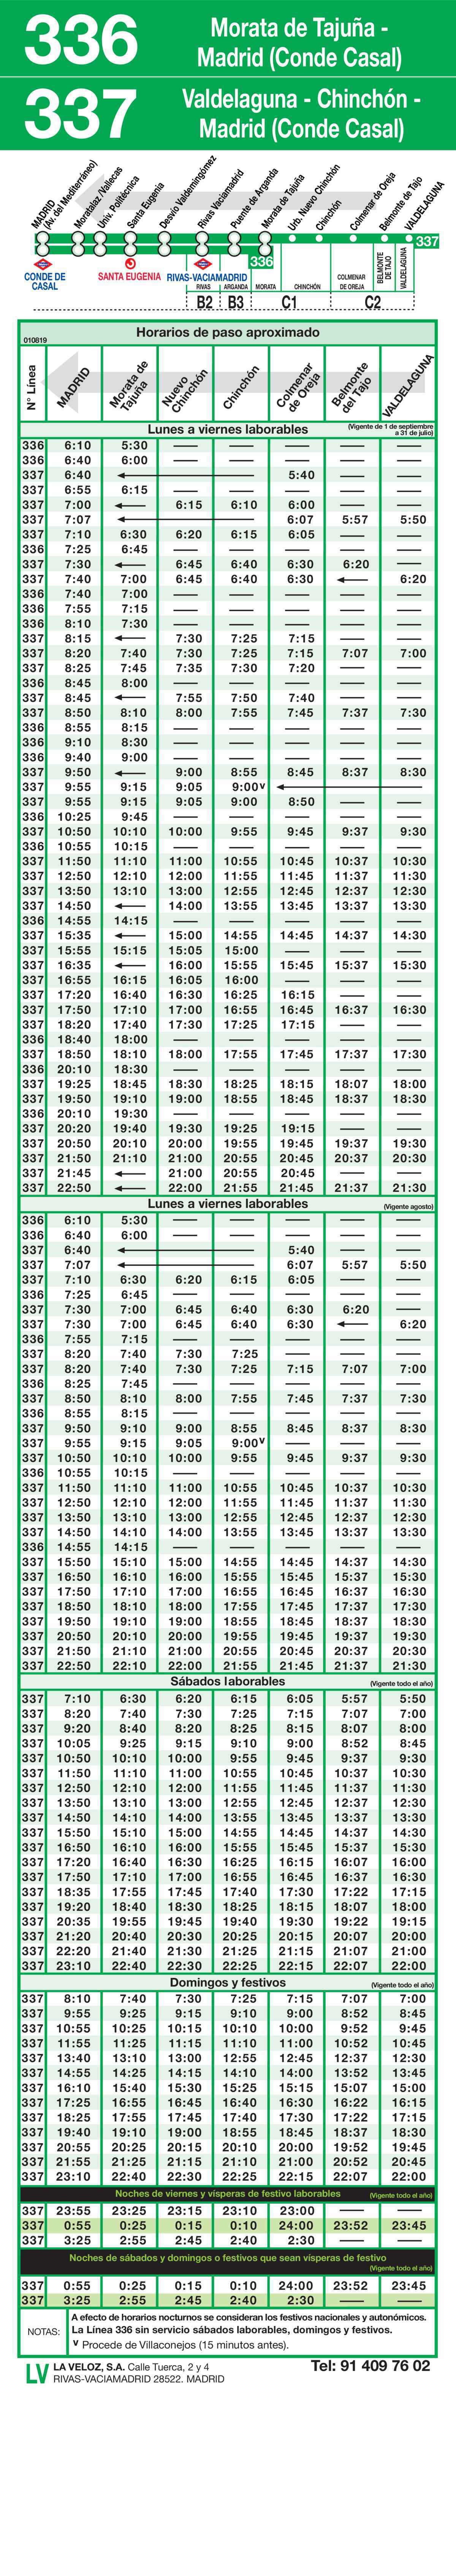 336
Morata de Tajuña -
Madrid (Conde Casal)
337
Valdelaguna - Chinchón -
Madrid (Conde Casal)
MADRID
(Av. del Mediterráneo)
Moratalaz /Vallecas
Univ. Politécnica
Santa Eugenia
Desvío Valdemingómez
Rivas Vaciamadrid
Puente de Arganda
Morata de Tajuña
Urb. Nuevo Chinchón
Chinchón
Colmenar de Oreja
Belmonte de Tajo
VALDELAGUNA
337
336
CONDE DE
CASAL
SANTA EUGENIA
RIVAS-VACIAMADRID
RIVAS
ARGANDA
MORATA
CHINCHÓN
COLMENAR
DE OREJA
BELMONTE
DE TAJO
VALDELAGUNA
B2 B3 C1 C2
Horarios de paso aproximado
010819
Nº Línea
MADRID
Morata de
Tajuña
Nuevo
Chinchón
Chinchón
Colmenar
de Oreja
Belmonte
del Tajo
VALDELAGUNA
Lunes a viernes laborables
(Vigente de 1 de septiembre
a 31 de julio)
336 6:10 5:30 — — — — —
336 6:40 6:00 — — — — —
337 6:40 ← 5:40 — —
337 6:55 6:15 — — — — —
337 7:00 ← 6:15 6:10 6:00 — —
337 7:07 ← 6:07 5:57 5:50
337 7:10 6:30 6:20 6:15 6:05 — —
336 7:25 6:45 — — — — —
337 7:30 ← 6:45 6:40 6:30 6:20 —
337 7:40 7:00 6:45 6:40 6:30 ← 6:20
336 7:40 7:00 — — — — —
336 7:55 7:15 — — — — —
336 8:10 7:30 — — — — —
337 8:15 ← 7:30 7:25 7:15 — —
337 8:20 7:40 7:30 7:25 7:15 7:07 7:00
337 8:25 7:45 7:35 7:30 7:20 — —
336 8:45 8:00 — — — — —
337 8:45 ← 7:55 7:50 7:40 — —
337 8:50 8:10 8:00 7:55 7:45 7:37 7:30
336 8:55 8:15 — — — — —
336 9:10 8:30 — — — — —
336 9:40 9:00 — — — — —
337 9:50 ← 9:00 8:55 8:45 8:37 8:30
337 9:55 9:15 9:05 9:00v ←
337 9:55 9:15 9:05 9:00 8:50 — —
336 10:25 9:45 — — — — —
337 10:50 10:10 10:00 9:55 9:45 9:37 9:30
336 10:55 10:15 — — — — —
337 11:50 11:10 11:00 10:55 10:45 10:37 10:30
337 12:50 12:10 12:00 11:55 11:45 11:37 11:30
337 13:50 13:10 13:00 12:55 12:45 12:37 12:30
337 14:50 ← 14:00 13:55 13:45 13:37 13:30
336 14:55 14:15 — — — — —
337 15:35 ← 15:00 14:55 14:45 14:37 14:30
337 15:55 15:15 15:05 15:00 — — —
337 16:35 ← 16:00 15:55 15:45 15:37 15:30
337 16:55 16:15 16:05 16:00 — — —
337 17:20 16:40 16:30 16:25 16:15 — —
337 17:50 17:10 17:00 16:55 16:45 16:37 16:30
337 18:20 17:40 17:30 17:25 17:15 — —
336 18:40 18:00 — — — — —
337 18:50 18:10 18:00 17:55 17:45 17:37 17:30
336 20:10 18:30 — — — — —
337 19:25 18:45 18:30 18:25 18:15 18:07 18:00
337 19:50 19:10 19:00 18:55 18:45 18:37 18:30
336 20:10 19:30 — — — — —
337 20:20 19:40 19:30 19:25 19:15 — —
337 20:50 20:10 20:00 19:55 19:45 19:37 19:30
337 21:50 21:10 21:00 20:55 20:45 20:37 20:30
337 21:45 ← 21:00 20:55 20:45 — —
337 22:50 ← 22:00 21:55 21:45 21:37 21:30
Lunes a viernes laborables
(Vigente agosto)
336 6:10 5:30 — — — — —
336 6:40 6:00 — — — — —
337 6:40 ← 5:40 — —
337 7:07 ← 6:07 5:57 5:50
337 7:10 6:30 6:20 6:15 6:05 — —
336 7:25 6:45 — — — — —
337 7:30 7:00 6:45 6:40 6:30 6:20 —
337 7:30 7:00 6:45 6:40 6:30 ← 6:20
336 7:55 7:15 — — — — —
337 8:20 7:40 7:30 7:25 — — —
337 8:20 7:40 7:30 7:25 7:15 7:07 7:00
336 8:25 7:45 — — — — —
337 8:50 8:10 8:00 7:55 7:45 7:37 7:30
336 8:55 8:15 — — — — —
337 9:50 9:10 9:00 8:55 8:45 8:37 8:30
337 9:55 9:15 9:05 9:00v — — —
337 10:50 10:10 10:00 9:55 9:45 9:37 9:30
336 10:55 10:15 — — — — —
337 11:50 11:10 11:00 10:55 10:45 10:37 10:30
337 12:50 12:10 12:00 11:55 11:45 11:37 11:30
337 13:50 13:10 13:00 12:55 12:45 12:37 12:30
337 14:50 14:10 14:00 13:55 13:45 13:37 13:30
336 14:55 14:15 — — — — —
337 15:50 15:10 15:00 14:55 14:45 14:37 14:30
337 16:50 16:10 16:00 15:55 15:45 15:37 15:30
337 17:50 17:10 17:00 16:55 16:45 16:37 16:30
337 18:50 18:10 18:00 17:55 17:45 17:37 17:30
337 19:50 19:10 19:00 18:55 18:45 18:37 18:30
337 20:50 20:10 20:00 19:55 19:45 19:37 19:30
337 21:50 21:10 21:00 20:55 20:45 20:37 20:30
337 22:50 22:10 22:00 21:55 21:45 21:37 21:30
Sábados laborables
(Vigente todo el año)
337 7:10 6:30 6:20 6:15 6:05 5:57 5:50
337 8:20 7:40 7:30 7:25 7:15 7:07 7:00
337 9:20 8:40 8:20 8:25 8:15 8:07 8:00
337 10:05 9:25 9:15 9:10 9:00 8:52 8:45
337 10:50 10:10 10:00 9:55 9:45 9:37 9:30
337 11:50 11:10 11:00 10:55 10:45 10:37 10:30
337 12:50 12:10 12:00 11:55 11:45 11:37 11:30
337 13:50 13:10 13:00 12:55 12:45 12:37 12:30
337 14:50 14:10 14:00 13:55 13:45 13:37 13:30
337 15:50 15:10 15:00 14:55 14:45 14:37 14:30
337 16:50 16:10 16:00 15:55 15:45 15:37 15:30
337 17:20 16:40 16:30 16:25 16:15 16:07 16:00
337 17:50 17:10 17:00 16:55 16:45 16:37 16:30
337 18:35 17:55 17:45 17:40 17:30 17:22 17:15
337 19:20 18:40 18:30 18:25 18:15 18:07 18:00
337 20:35 19:55 19:45 19:40 19:30 19:22 19:15
337 21:20 20:40 20:30 20:25 20:15 20:07 20:00
337 22:20 21:40 21:30 21:25 21:15 21:07 21:00
337 23:10 22:40 22:30 22:25 22:15 22:07 22:00
Domingos y festivos
(Vigente todo el año)
337 8:10 7:40 7:30 7:25 7:15 7:07 7:00
337 9:55 9:25 9:15 9:10 9:00 8:52 8:45
337 10:55 10:25 10:15 10:10 10:00 9:52 9:45
337 11:55 11:25 11:15 11:10 11:00 10:52 10:45
337 13:40 13:10 13:00 12:55 12:45 12:37 12:30
337 14:55 14:25 14:15 14:10 14:00 13:52 13:45
337 16:10 15:40 15:30 15:25 15:15 15:07 15:00
337 17:25 16:55 16:45 16:40 16:30 16:22 16:15
337 18:25 17:55 17:45 17:40 17:30 17:22 17:15
337 19:40 19:10 19:00 18:55 18:45 18:37 18:30
337 20:55 20:25 20:15 20:10 20:00 19:52 19:45
337 21:55 21:25 21:15 21:10 21:00 20:52 20:45
337 23:10 22:40 22:30 22:25 22:15 22:07 22:00
Noches de viernes y vísperas de festivo laborables
(Vigente todo el año)
337 23:55 23:25 23:15 23:10 23:00 — —
337 0:55 0:25 0:15 0:10 24:00 23:52 23:45
337 3:25 2:55 2:45 2:40 2:30 — —
Noches de sábados y domingos o festivos que sean vísperas de festivo
(Vigente todo el año)
337 0:55 0:25 0:15 0:10 24:00 23:52 23:45
337 3:25 2:55 2:45 2:40 2:30 — —
NOTAS:
A efecto de horarios nocturnos se consideran los festivos nacionales y autonómicos.
La Línea 336 sin servicio sábados laborables, domingos y festivos.
v Procede de Villaconejos (15 minutos antes).
LV
LA VELOZ, S.A. Calle Tuerca, 2 y 4
RIVAS-VACIAMADRID 28522. MADRID
Tel: 91 409 76 02